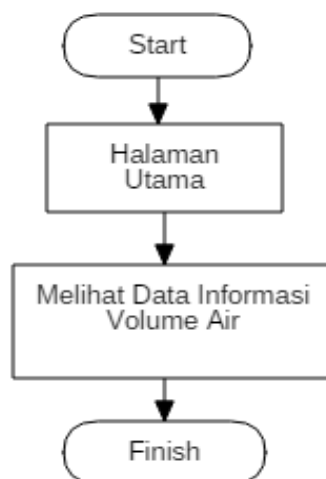 Start
Halaman
Utama
Melihat Data Informasi
Volume Air
Finish